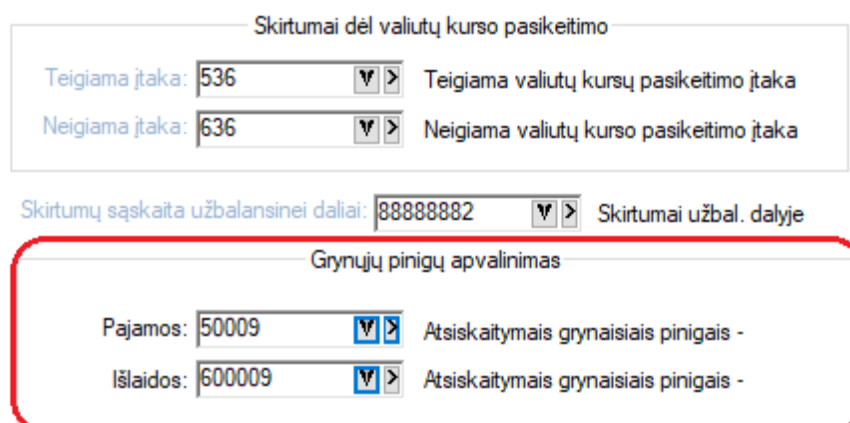 Skirtumai dėl valiutų kurso pasikeitimo
Teigiama įtaka: 536 Teigiama valiutų kursų pasikeitimo įtaka
Neigiama įtaka: 636 Neigiama valiutų kurso pasikeitimo įtaka
Skirtumų sąskaita užbalansinei daliai: 88888882 Skirtumai užbal. dalyje
Grynųjų pinigų apvalinimas
Pajamos: 50009 Atsiskaitymais grynaisiais pinigais -
Išlaidos: 600009 Atsiskaitymais grynaisiais pinigais -